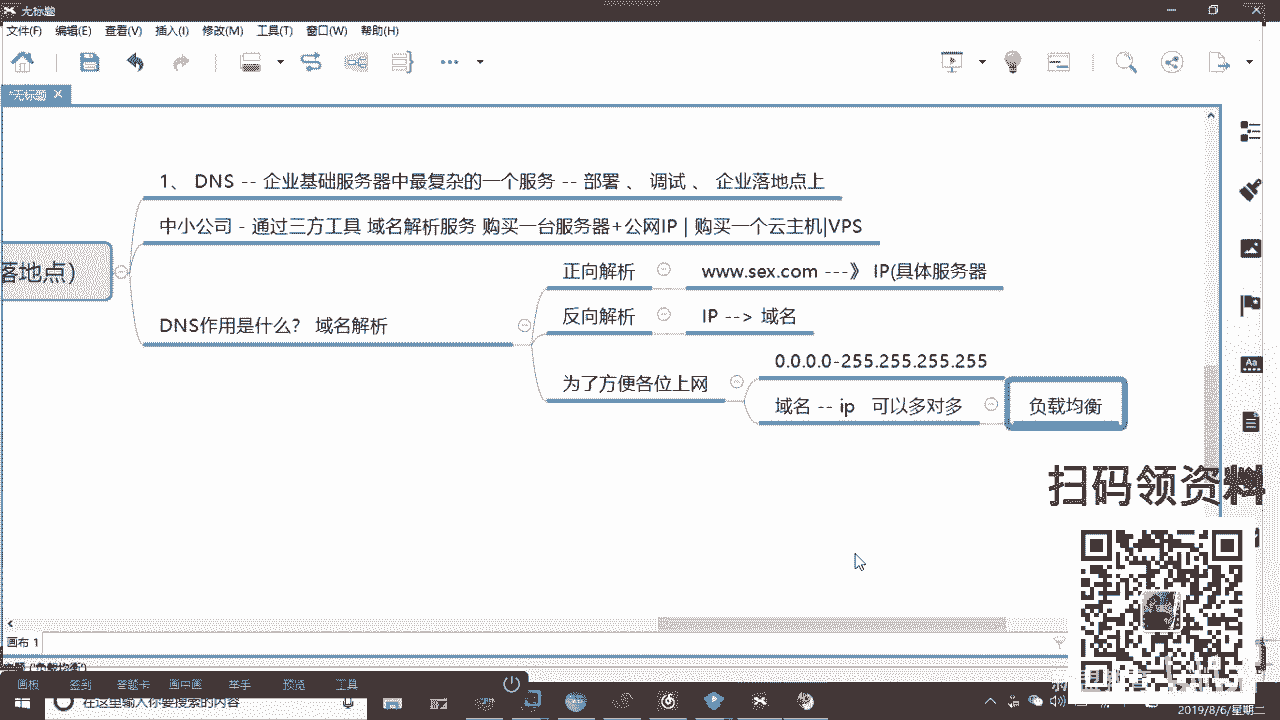 无标题
文件(F) 编辑(E) 查看(V) 插入(I) 修改(M) 工具(T) 窗口(W) 帮助(H)
*无标题
1、 DNS -- 企业基础服务器中最复杂的一个服务 -- 部署 、 调试 、 企业落地点上
中小公司 - 通过三方工具 域名解析服务 购买一台服务器+公网IP | 购买一个云主机|VPS
落地点）
DNS作用是什么？ 域名解析
正向解析
www.sex.com ---》 IP(具体服务器
反向解析
IP --> 域名
为了方便各位上网
0.0.0.0-255.255.255.255
域名 -- ip 可以多对多
负载均衡
扫码领资料
画布 1
主题 ('负载均衡')
画板 签到 答题卡 画中画 举手 预览 工具
在这里输入你要搜索的内容
2019/8/6/星期二